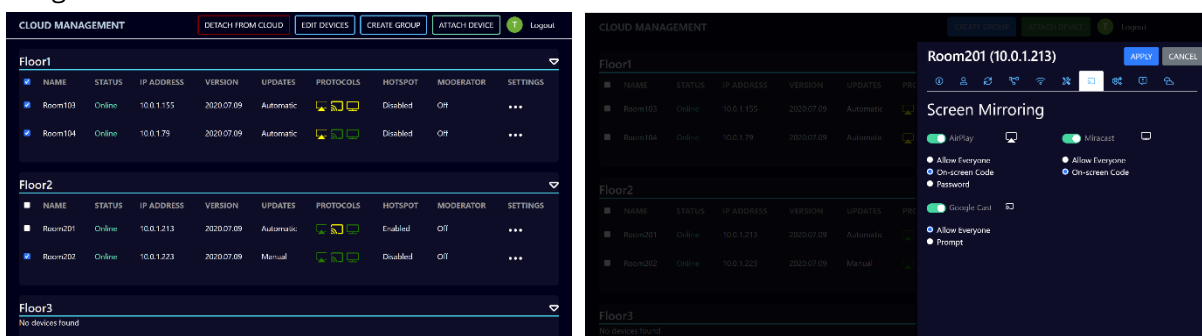 CLOUD MANAGEMENT DETACH FROM CLOUD EDIT DEVICES CREATE GROUP ATTACH DEVICE T Logout
Floor1
NAME STATUS IP ADDRESS VERSION UPDATES PROTOCOLS HOTSPOT MODERATOR SETTINGS
Room103 Online 10.0.1.155 2020.07.09 Automatic Disabled Off
Room104 Online 10.0.1.79 2020.07.09 Automatic Disabled Off
Floor2
NAME STATUS IP ADDRESS VERSION UPDATES PROTOCOLS HOTSPOT MODERATOR SETTINGS
Room201 Online 10.0.1.213 2020.07.09 Automatic Enabled Off
Room202 Online 10.0.1.223 2020.07.09 Manual Disabled Off
Floor3
No devices found
CLOUD MANAGEMENT CREATE GROUP ATTACH DEVICE T Logout
Floor1
NAME STATUS IP ADDRESS VERSION UPDATES
Room103 Online 10.0.1.155 2020.07.09 Automatic
Room104 Online 10.0.1.79 2020.07.09 Automatic
Floor2
NAME STATUS IP ADDRESS VERSION UPDATES
Room201 Online 10.0.1.213 2020.07.09 Automatic
Room202 Online 10.0.1.223 2020.07.09 Manual
Floor3
No devices found
Room201 (10.0.1.213) APPLY CANCEL
Screen Mirroring
AirPlay Miracast
Allow Everyone Allow Everyone
On-screen Code On-screen Code
Password
Google Cast
Allow Everyone
Prompt